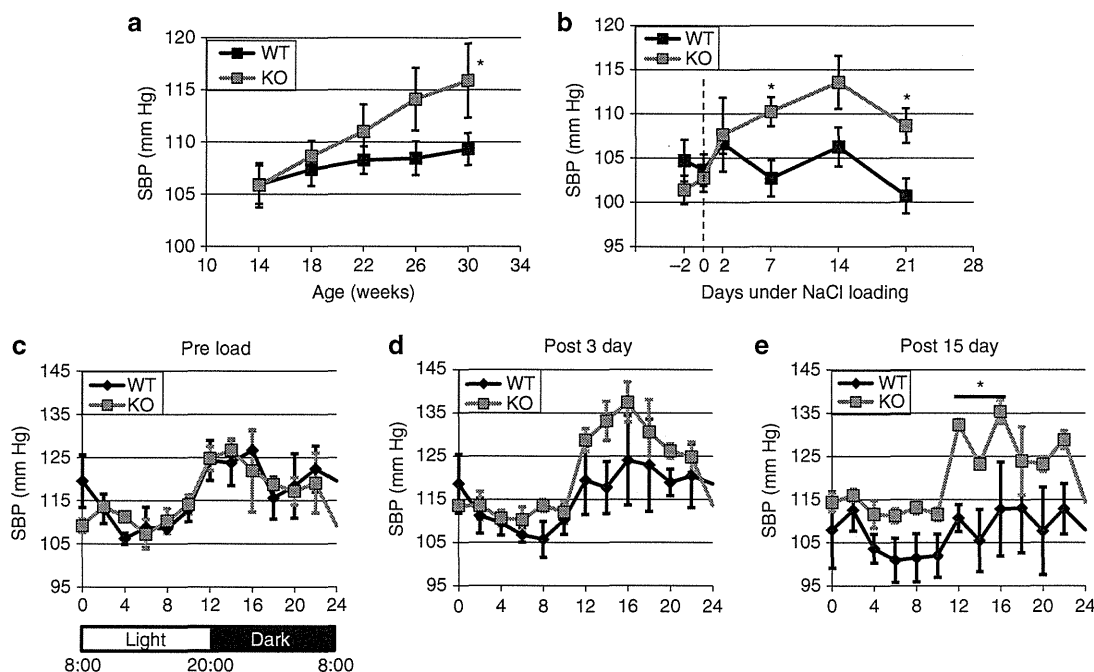 a
120
115
110
105
100
SBP (mm Hg)
WT
KO
*
10 14 18 22 26 30 34
Age (weeks)
b
120
115
110
105
100
95
SBP (mm Hg)
WT
KO
*
*
–2 0 2 7 14 21 28
Days under NaCl loading
c
Pre load
145
135
125
115
105
95
SBP (mm Hg)
WT
KO
0 4 8 12 16 20 24
Light Dark
8:00 20:00 8:00
d
Post 3 day
145
135
125
115
105
95
SBP (mm Hg)
WT
KO
0 4 8 12 16 20 24
e
Post 15 day
145
135
125
115
105
95
SBP (mm Hg)
WT
KO
*
0 4 8 12 16 20 24